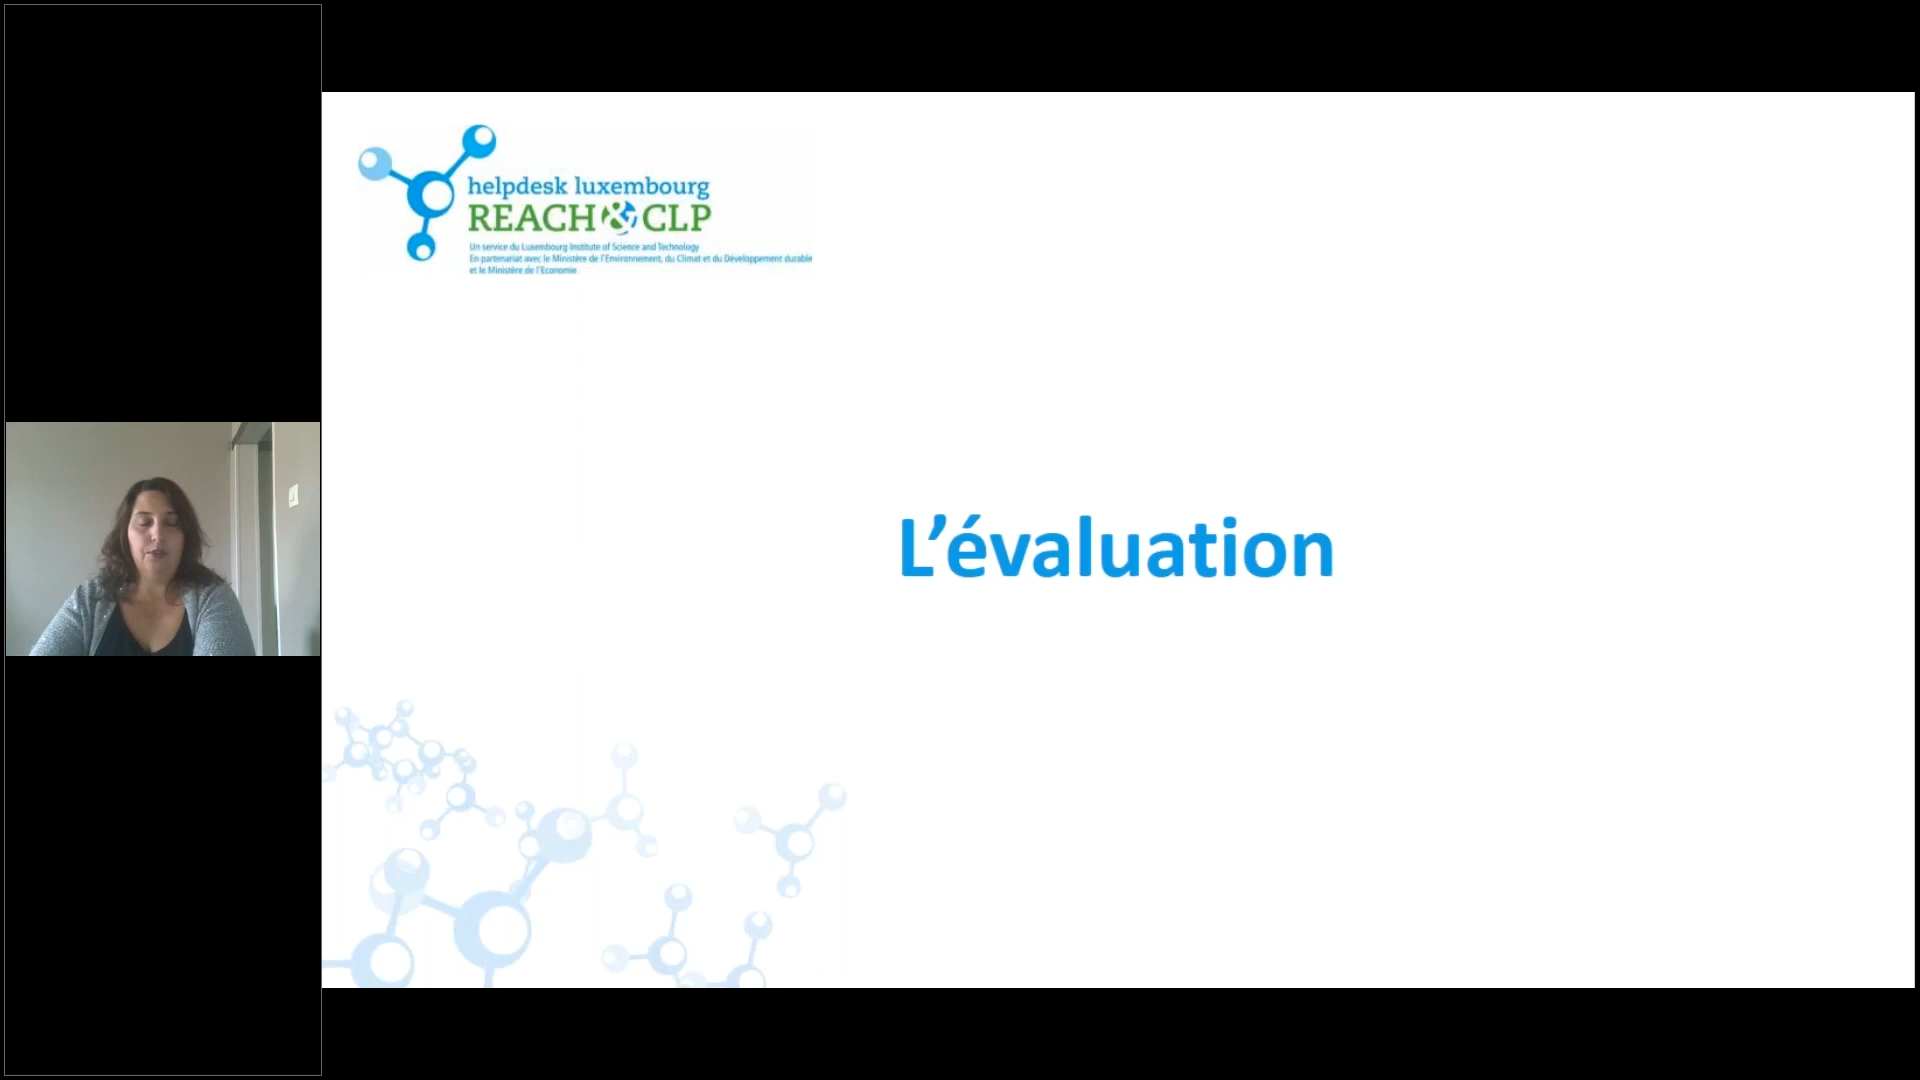 helpdesk luxembourg
REACH & CLP
Un service du Luxembourg Institute of Science and Technology
En partenariat avec le Ministère de l'Environnement, du Climat et du Développement durable
et le Ministère de l'Economie
L’évaluation